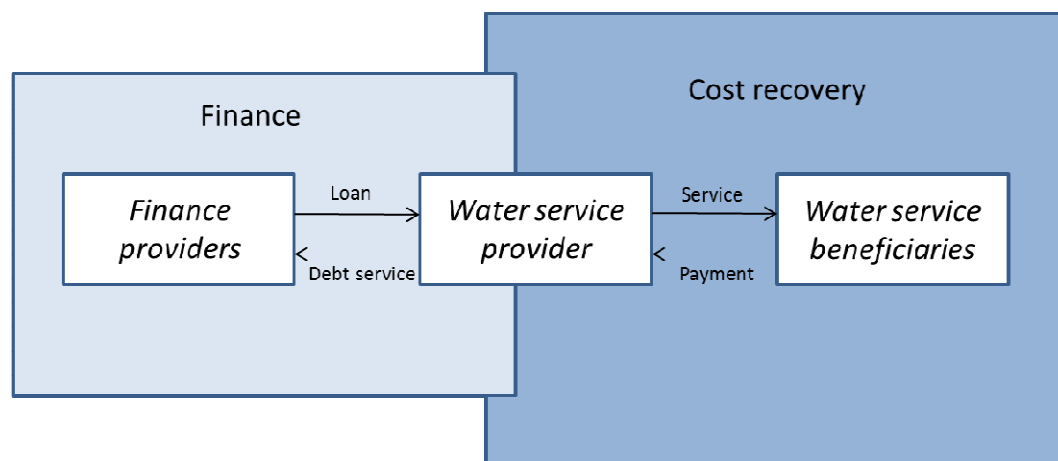 Cost recovery
Finance
Finance
providers
Loan
Debt service
Water service
provider
Service
Payment
Water service
beneficiaries